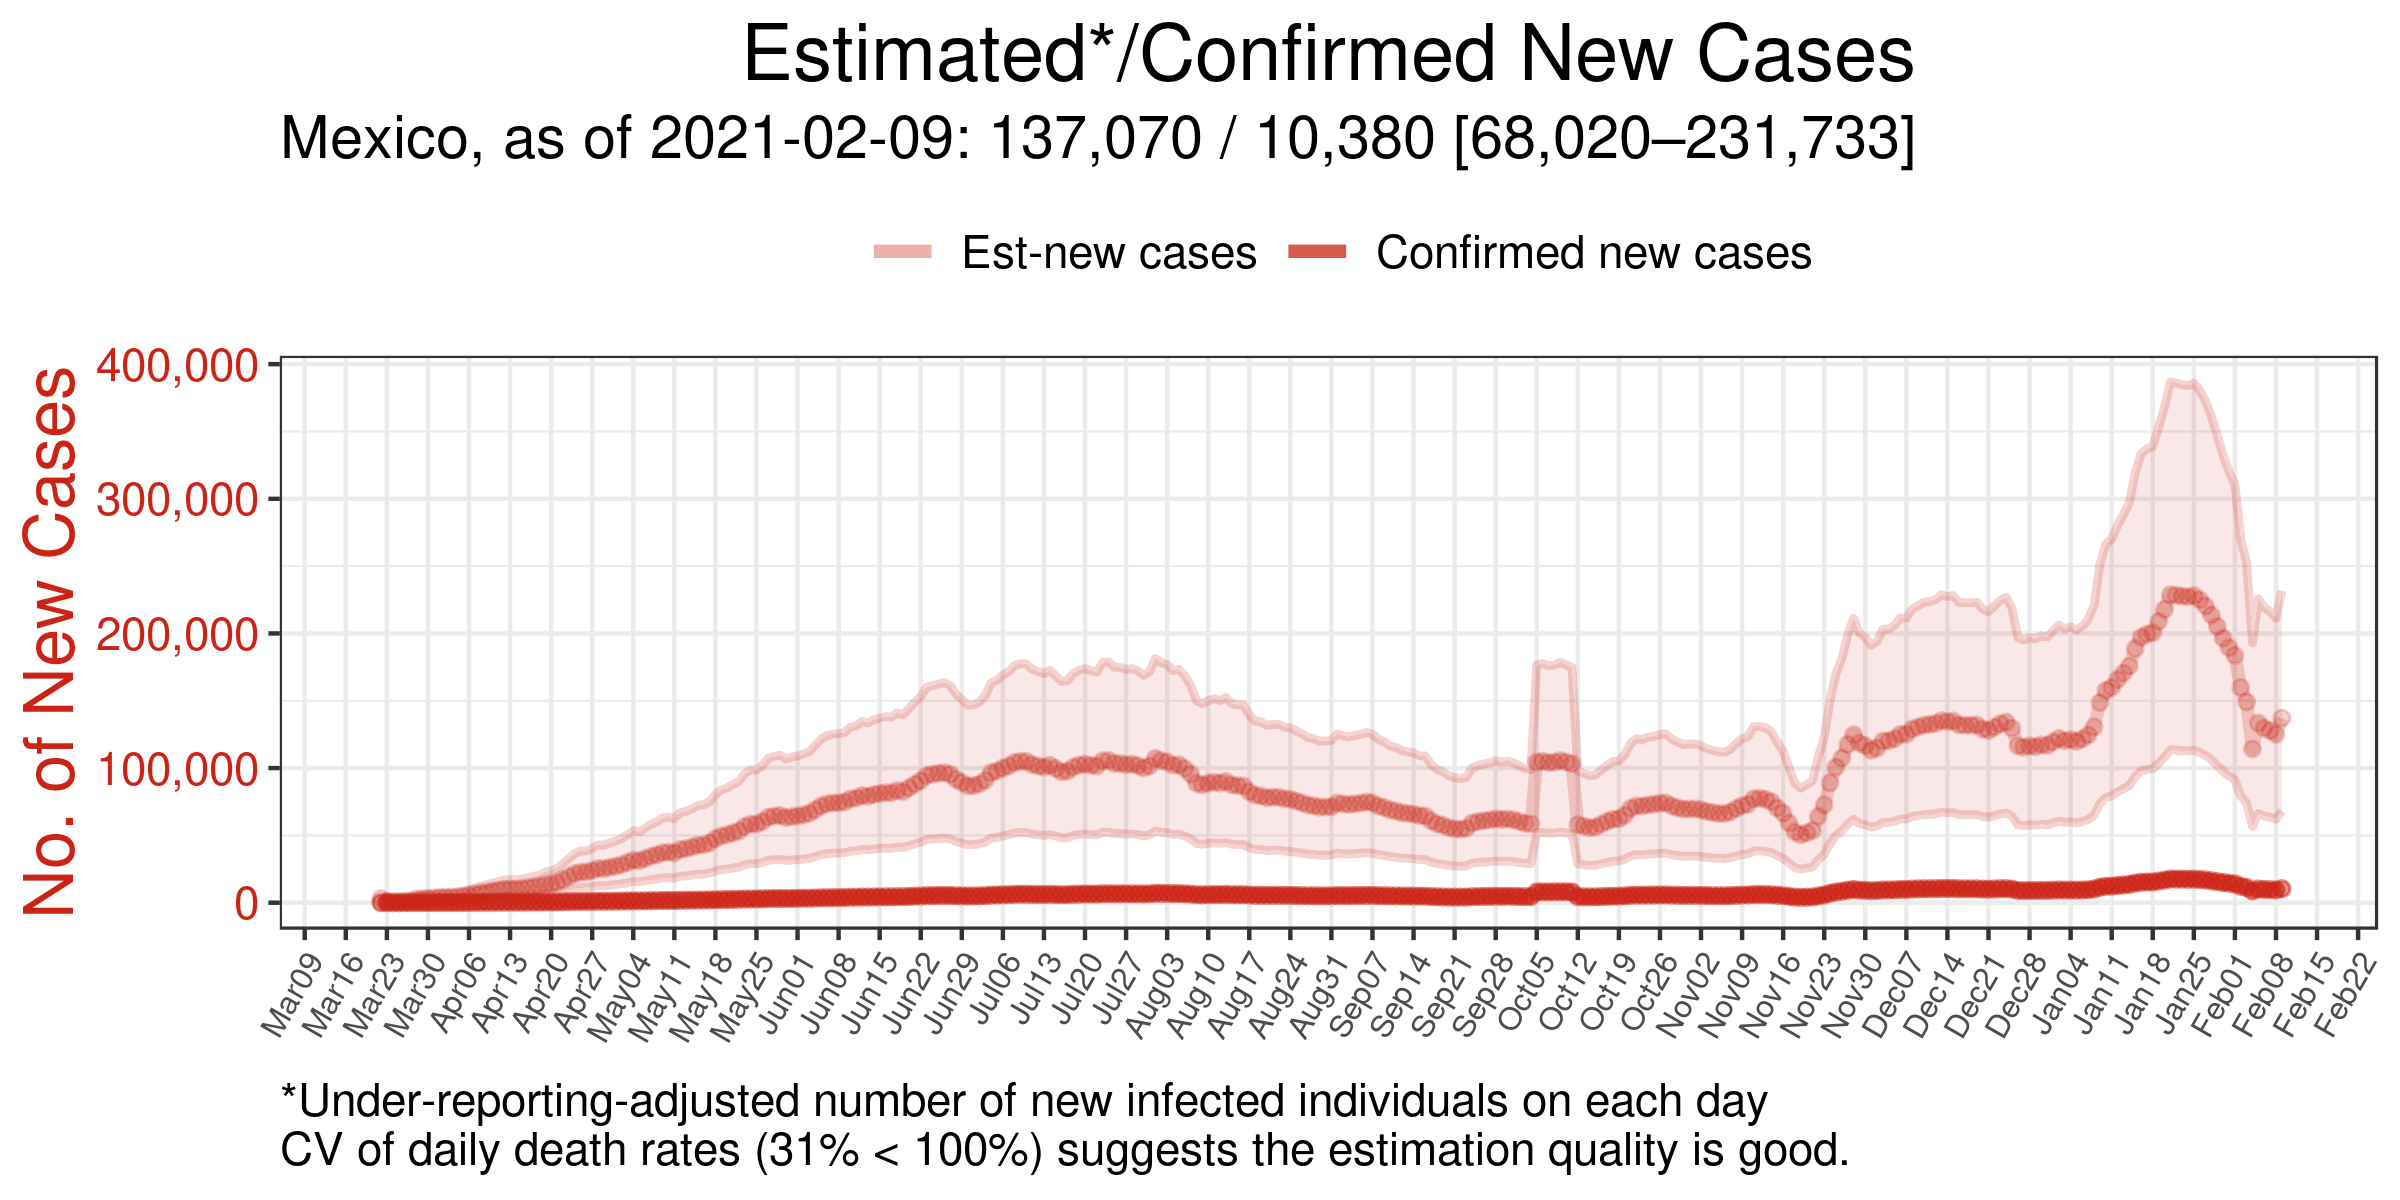 Estimated*/Confirmed New Cases
Mexico, as of 2021-02-09: 137,070 / 10,380 [68,020–231,733]
Est-new cases Confirmed new cases
No. of New Cases
400,000
300,000
200,000
100,000
0
Mar09 Mar16 Mar23 Mar30 Apr06 Apr13 Apr20 Apr27 May04 May11 May18 May25 Jun01 Jun08 Jun15 Jun22 Jun29 Jul06 Jul13 Jul20 Jul27 Aug03 Aug10 Aug17 Aug24 Aug31 Sep07 Sep14 Sep21 Sep28 Oct05 Oct12 Oct19 Oct26 Nov02 Nov09 Nov16 Nov23 Nov30 Dec07 Dec14 Dec21 Dec28 Jan04 Jan11 Jan18 Jan25 Feb01 Feb08 Feb15 Feb22
*Under-reporting-adjusted number of new infected individuals on each day
CV of daily death rates (31% < 100%) suggests the estimation quality is good.